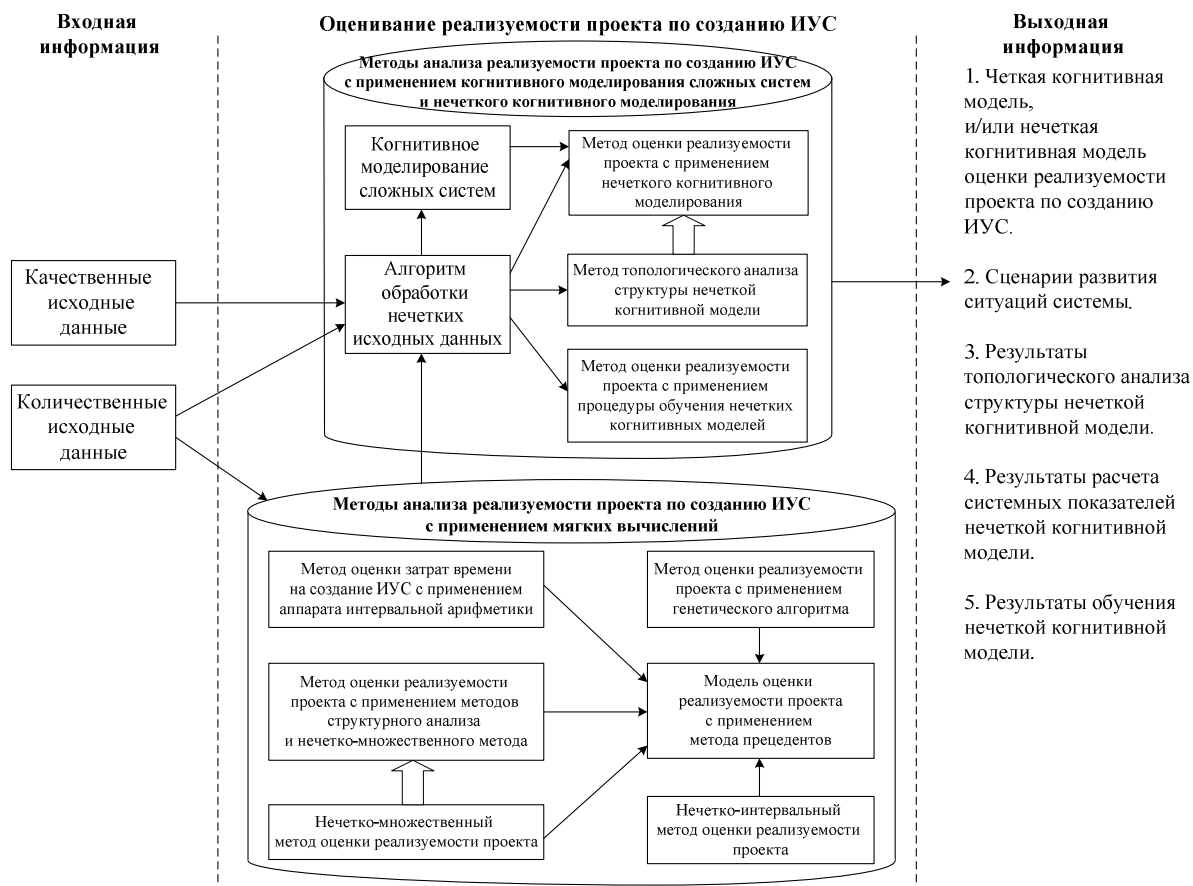 Входная
информация
Оценивание реализуемости проекта по созданию ИУС
Выходная
информация
Методы анализа реализуемости проекта по созданию ИУС
с применением когнитивного моделирования сложных систем
и нечеткого когнитивного моделирования
Когнитивное
моделирование
сложных систем
Метод оценки реализуемости
проекта с применением
нечеткого когнитивного
моделирования
Качественные
исходные
данные
Алгоритм
обработки
нечетких
исходных данных
Метод топологического анализа
структуры нечеткой
когнитивной модели
Количественные
исходные
данные
Метод оценки реализуемости
проекта с применением
процедуры обучения нечетких
когнитивных моделей
Методы анализа реализуемости проекта по созданию ИУС
с применением мягких вычислений
Метод оценки затрат времени
на создание ИУС с применением
аппарата интервальной арифметики
Метод оценки реализуемости
проекта с применением
генетического алгоритма
Метод оценки реализуемости
проекта с применением методов
структурного анализа
и нечетко-множественного метода
Модель оценки
реализуемости проекта
с применением
метода прецедентов
Нечетко-множественный
метод оценки реализуемости проекта
Нечетко-интервальный
метод оценки реализуемости
проекта
1. Четкая когнитивная
модель,
и/или нечеткая
когнитивная модель
оценки реализуемости
проекта по созданию
ИУС.
2. Сценарии развития
ситуаций системы.
3. Результаты
топологического анализа
структуры нечеткой
когнитивной модели.
4. Результаты расчета
системных показателей
нечеткой когнитивной
модели.
5. Результаты обучения
нечеткой когнитивной
модели.